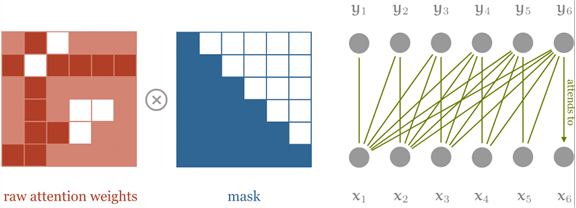 y₁ y₂ y₃ y₄ y₅ y₆
attends to
x₁ x₂ x₃ x₄ x₅ x₆
raw attention weights
mask